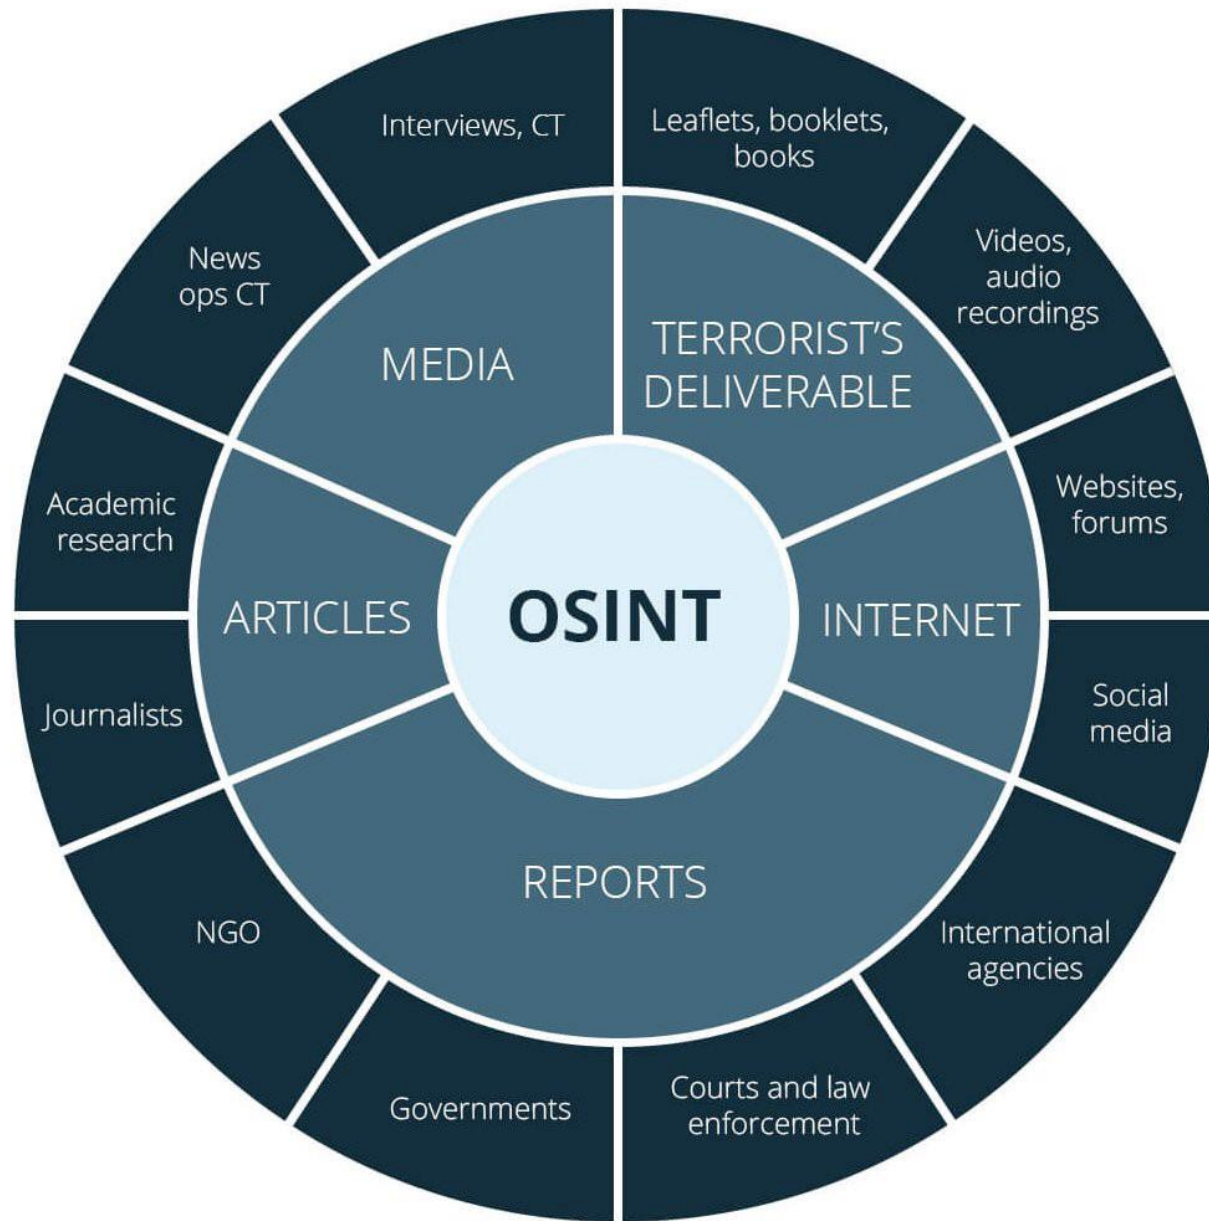 Interviews, CT
Leaflets, booklets,
books
News
ops CT
Videos,
audio
recordings
MEDIA
TERRORIST'S
DELIVERABLE
Academic
research
Websites,
forums
ARTICLES
OSINT
INTERNET
Journalists
Social
media
REPORTS
NGO
International
agencies
Governments
Courts and law
enforcement